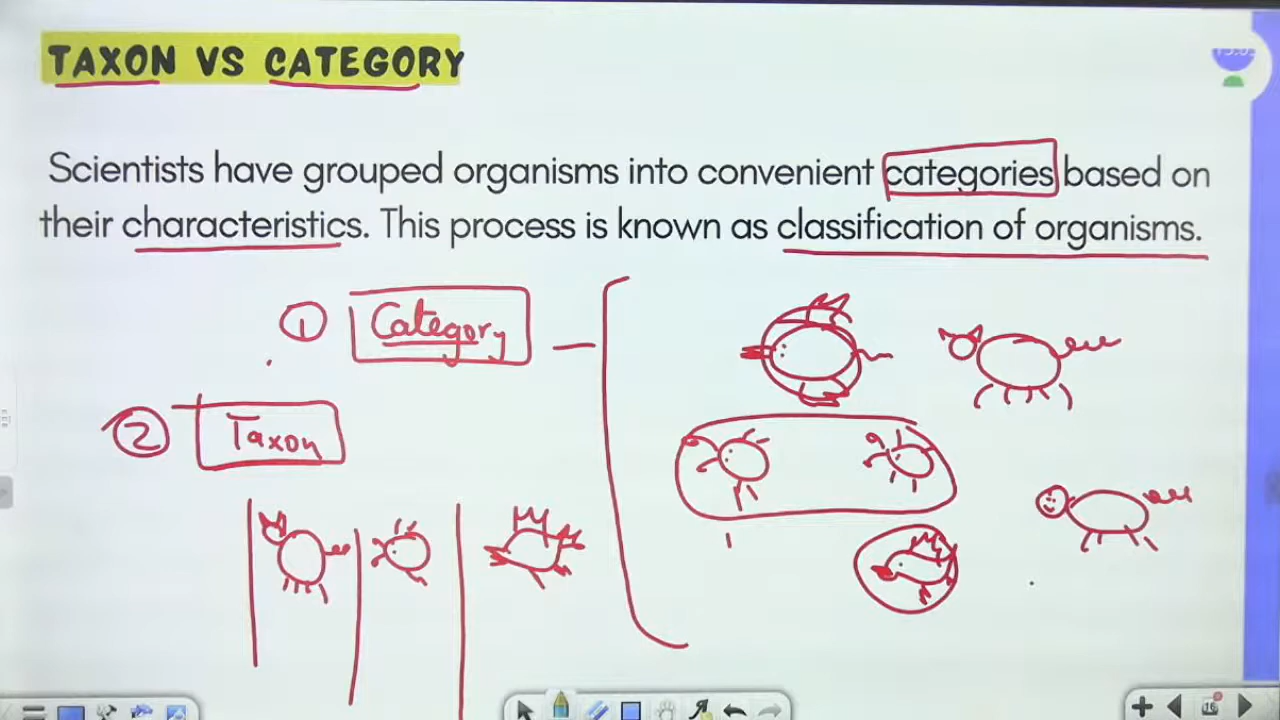 TAXON VS CATEGORY
Scientists have grouped organisms into convenient categories based on
their characteristics. This process is known as classification of organisms.
1 Category
2 Taxon
16